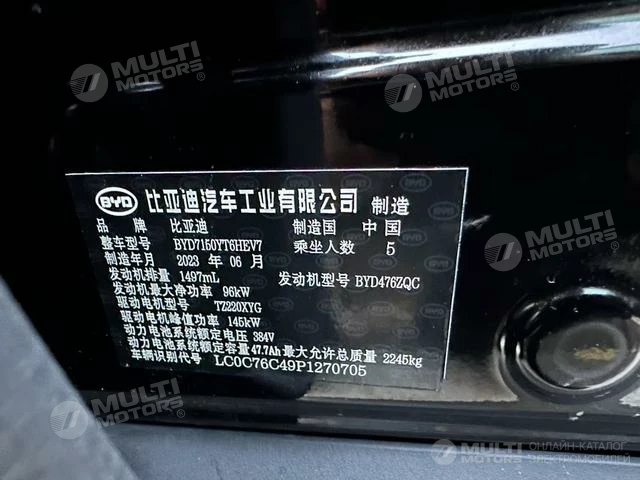 MULTI
MOTORS®
MULTI
MOTORS®
BYD 比亚迪汽车工业有限公司 制造
品 牌 比亚迪 制造国 中 国
整车型号 BYD7150YT6HEV7 乘坐人数 5
制造年月 2023 年 06 月
发动机排量 1497mL 发动机型号 BYD476ZQC
发动机最大净功率 96kW
驱动电机型号 TZ220XYG
驱动电机峰值功率 145kW
动力电池系统额定电压 384V
动力电池系统额定容量 47.7Ah 最大允许总质量 2245kg
车辆识别代号 LC0C76C49P1270705
MULTI
MOTORS®
MULTI
MOTORS
ОНЛАЙН-КАТАЛОГ
ЭЛЕКТРОМОБИЛЕЙ